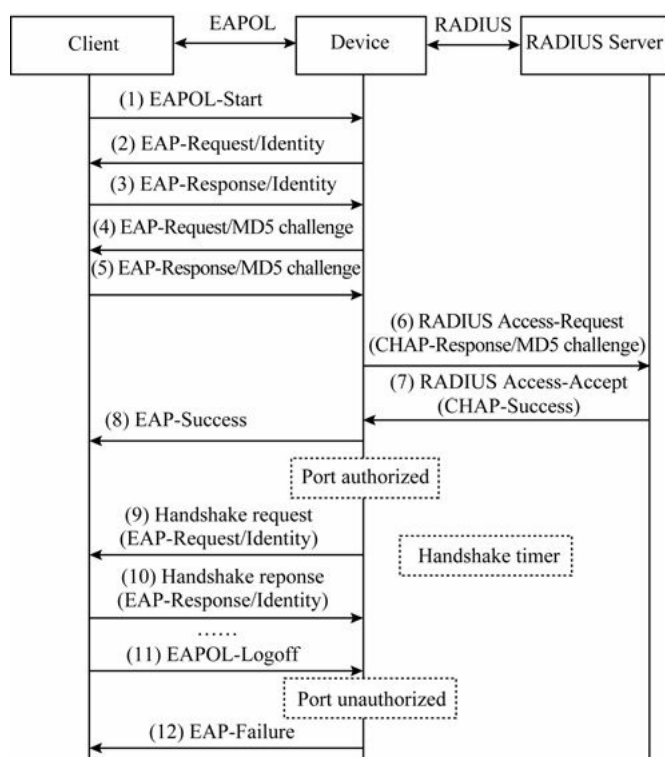 EAPOL
RADIUS
Client
Device
RADIUS Server
(1) EAPOL-Start
(2) EAP-Request/Identity
(3) EAP-Response/Identity
(4) EAP-Request/MD5 challenge
(5) EAP-Response/MD5 challenge
(6) RADIUS Access-Request
(CHAP-Response/MD5 challenge)
(7) RADIUS Access-Accept
(CHAP-Success)
(8) EAP-Success
Port authorized
(9) Handshake request
(EAP-Request/Identity)
Handshake timer
(10) Handshake reponse
(EAP-Response/Identity)
......
(11) EAPOL-Logoff
Port unauthorized
(12) EAP-Failure